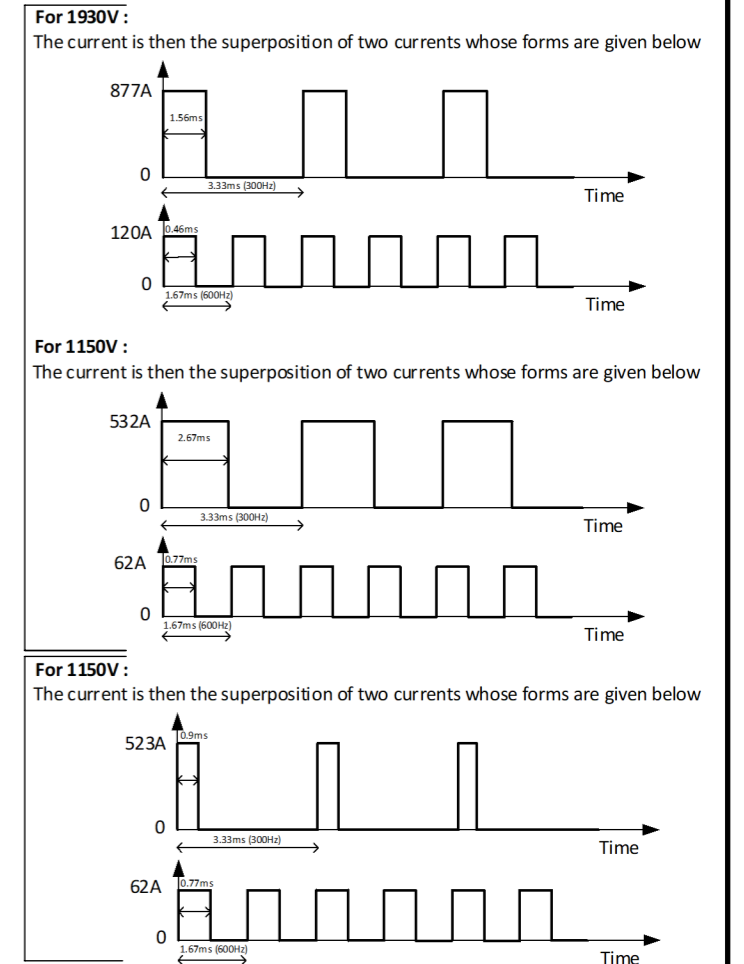 For 1930V :
The current is then the superposition of two currents whose forms are given below
877A
1.56ms
0
3.33ms (300Hz)
Time
120A
0.46ms
0
1.67ms (600Hz)
Time
For 1150V :
The current is then the superposition of two currents whose forms are given below
532A
2.67ms
0
3.33ms (300Hz)
Time
62A
0.77ms
0
1.67ms (600Hz)
Time
For 1150V :
The current is then the superposition of two currents whose forms are given below
523A
0.9ms
0
3.33ms (300Hz)
Time
62A
0.77ms
0
1.67ms (600Hz)
Time